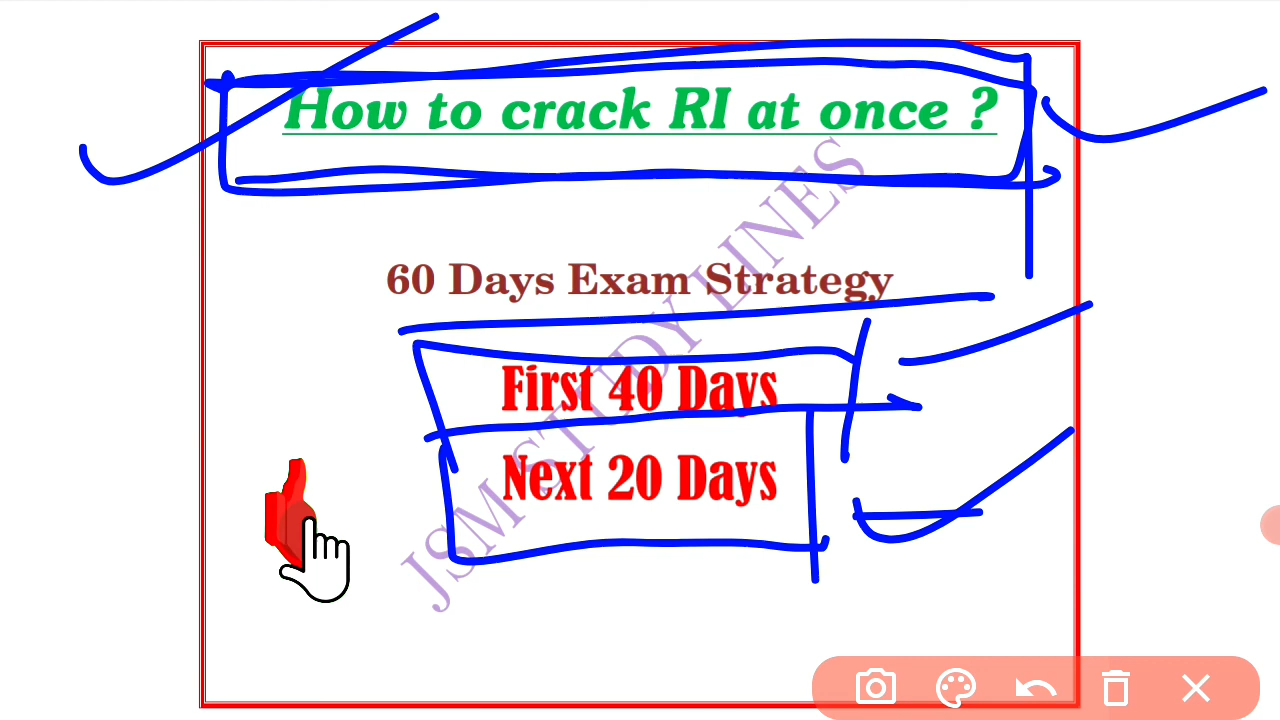 How to crack RI at once ?
60 Days Exam Strategy
First 40 Days
Next 20 Days
JSM STUDY LINES